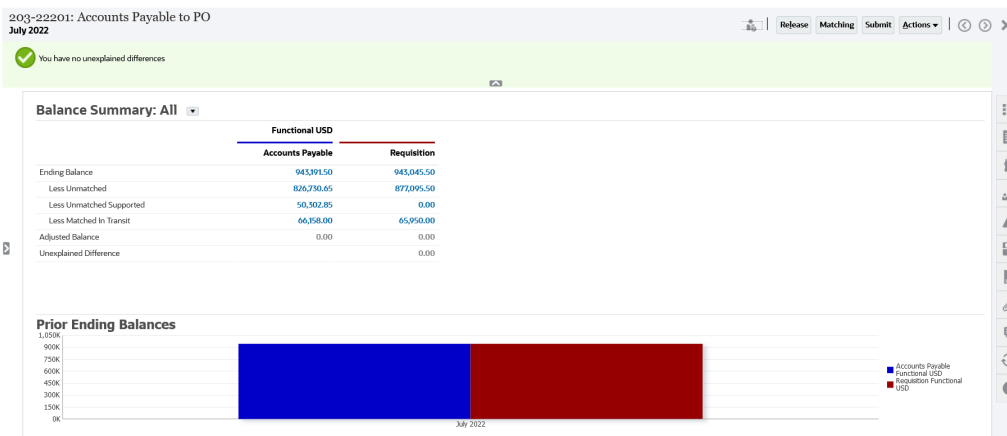 203-22201: Accounts Payable to PO
July 2022
Release Matching Submit Actions
You have no unexplained differences
Balance Summary: All
Functional USD
Accounts Payable Requisition
Ending Balance 943,191.50 943,045.50
Less Unmatched 826,730.65 877,095.50
Less Unmatched Supported 50,302.85 0.00
Less Matched In Transit 66,158.00 65,950.00
Adjusted Balance 0.00 0.00
Unexplained Difference 0.00
Prior Ending Balances
1,050K
900K
750K
600K
450K
300K
150K
0K
July 2022
Accounts Payable
Functional USD
Requisition Functional
USD